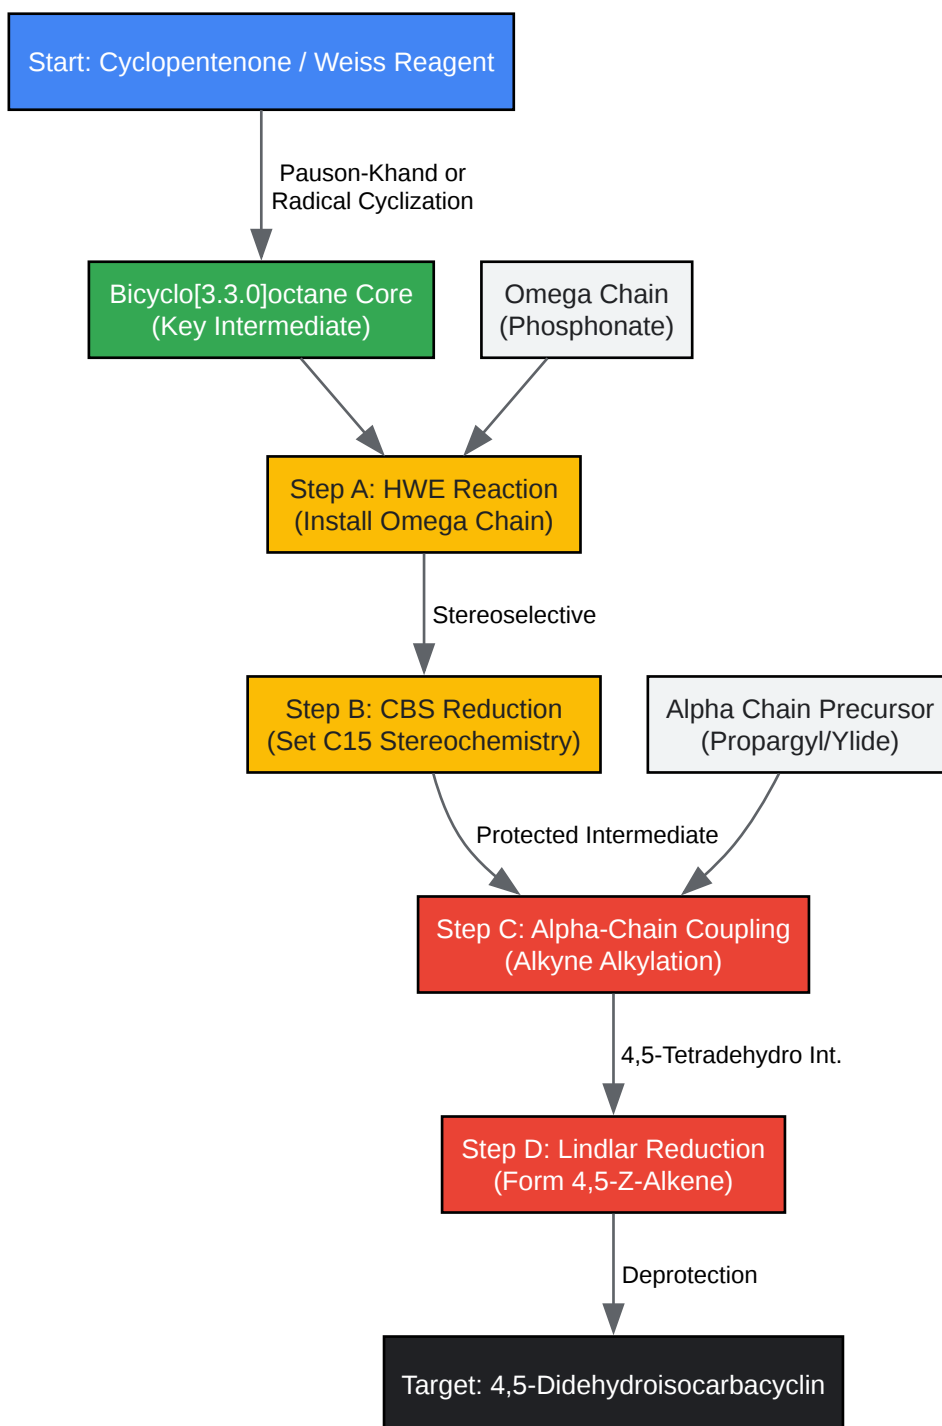 Start: Cyclopentenone / Weiss Reagent
Pauson-Khand or
Radical Cyclization
Bicyclo[3.3.0]octane Core
(Key Intermediate)
Omega Chain
(Phosphonate)
Step A: HWE Reaction
(Install Omega Chain)
Stereoselective
Step B: CBS Reduction
(Set C15 Stereochemistry)
Alpha Chain Precursor
(Propargyl/Ylide)
Protected Intermediate
Step C: Alpha-Chain Coupling
(Alkyne Alkylation)
4,5-Tetradehydro Int.
Step D: Lindlar Reduction
(Form 4,5-Z-Alkene)
Deprotection
Target: 4,5-Didehydroisocarbacyclin